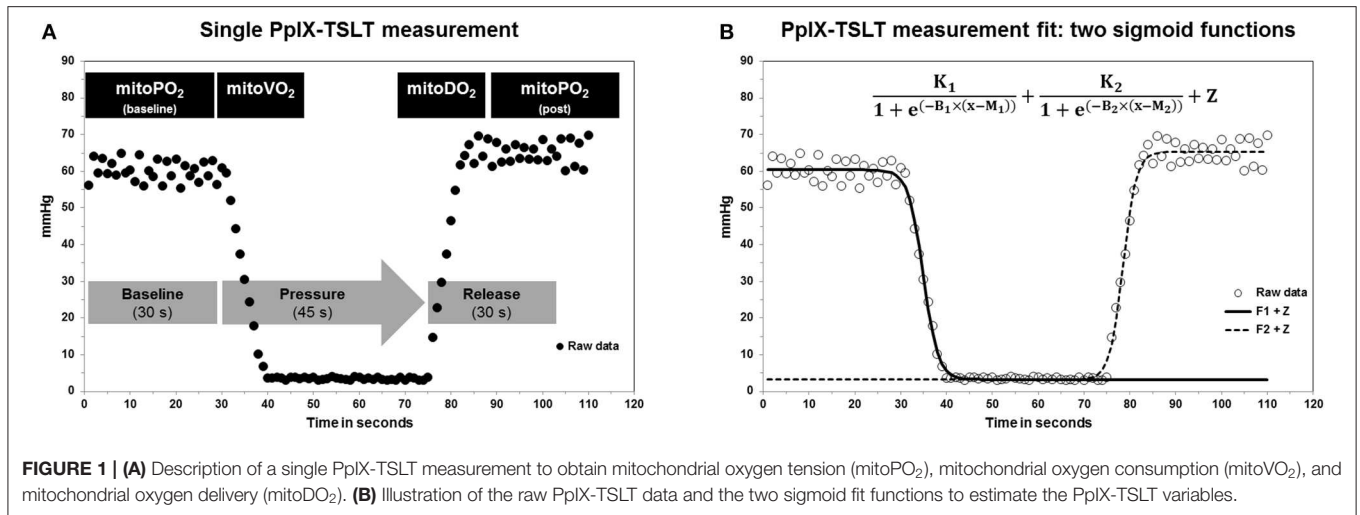 A
Single PpIX-TSLT measurement
90
80
70
60
50
40
30
20
10
0
mmHg
mitoPO₂
(baseline)
mitoVO₂
mitoDO₂
mitoPO₂
(post)
Baseline
(30 s)
Pressure
(45 s)
Release
(30 s)
Raw data
0 10 20 30 40 50 60 70 80 90 100 110 120
Time in seconds
B
PpIX-TSLT measurement fit: two sigmoid functions
90
80
70
60
50
40
30
20
10
0
mmHg
K₁ / (1 + e^(−B₁×(x−M₁))) + K₂ / (1 + e^(−B₂×(x−M₂))) + Z
Raw data
F1 + Z
F2 + Z
0 10 20 30 40 50 60 70 80 90 100 110 120
Time in seconds
FIGURE 1 | (A) Description of a single PpIX-TSLT measurement to obtain mitochondrial oxygen tension (mitoPO₂), mitochondrial oxygen consumption (mitoVO₂), and
mitochondrial oxygen delivery (mitoDO₂). (B) Illustration of the raw PpIX-TSLT data and the two sigmoid fit functions to estimate the PpIX-TSLT variables.